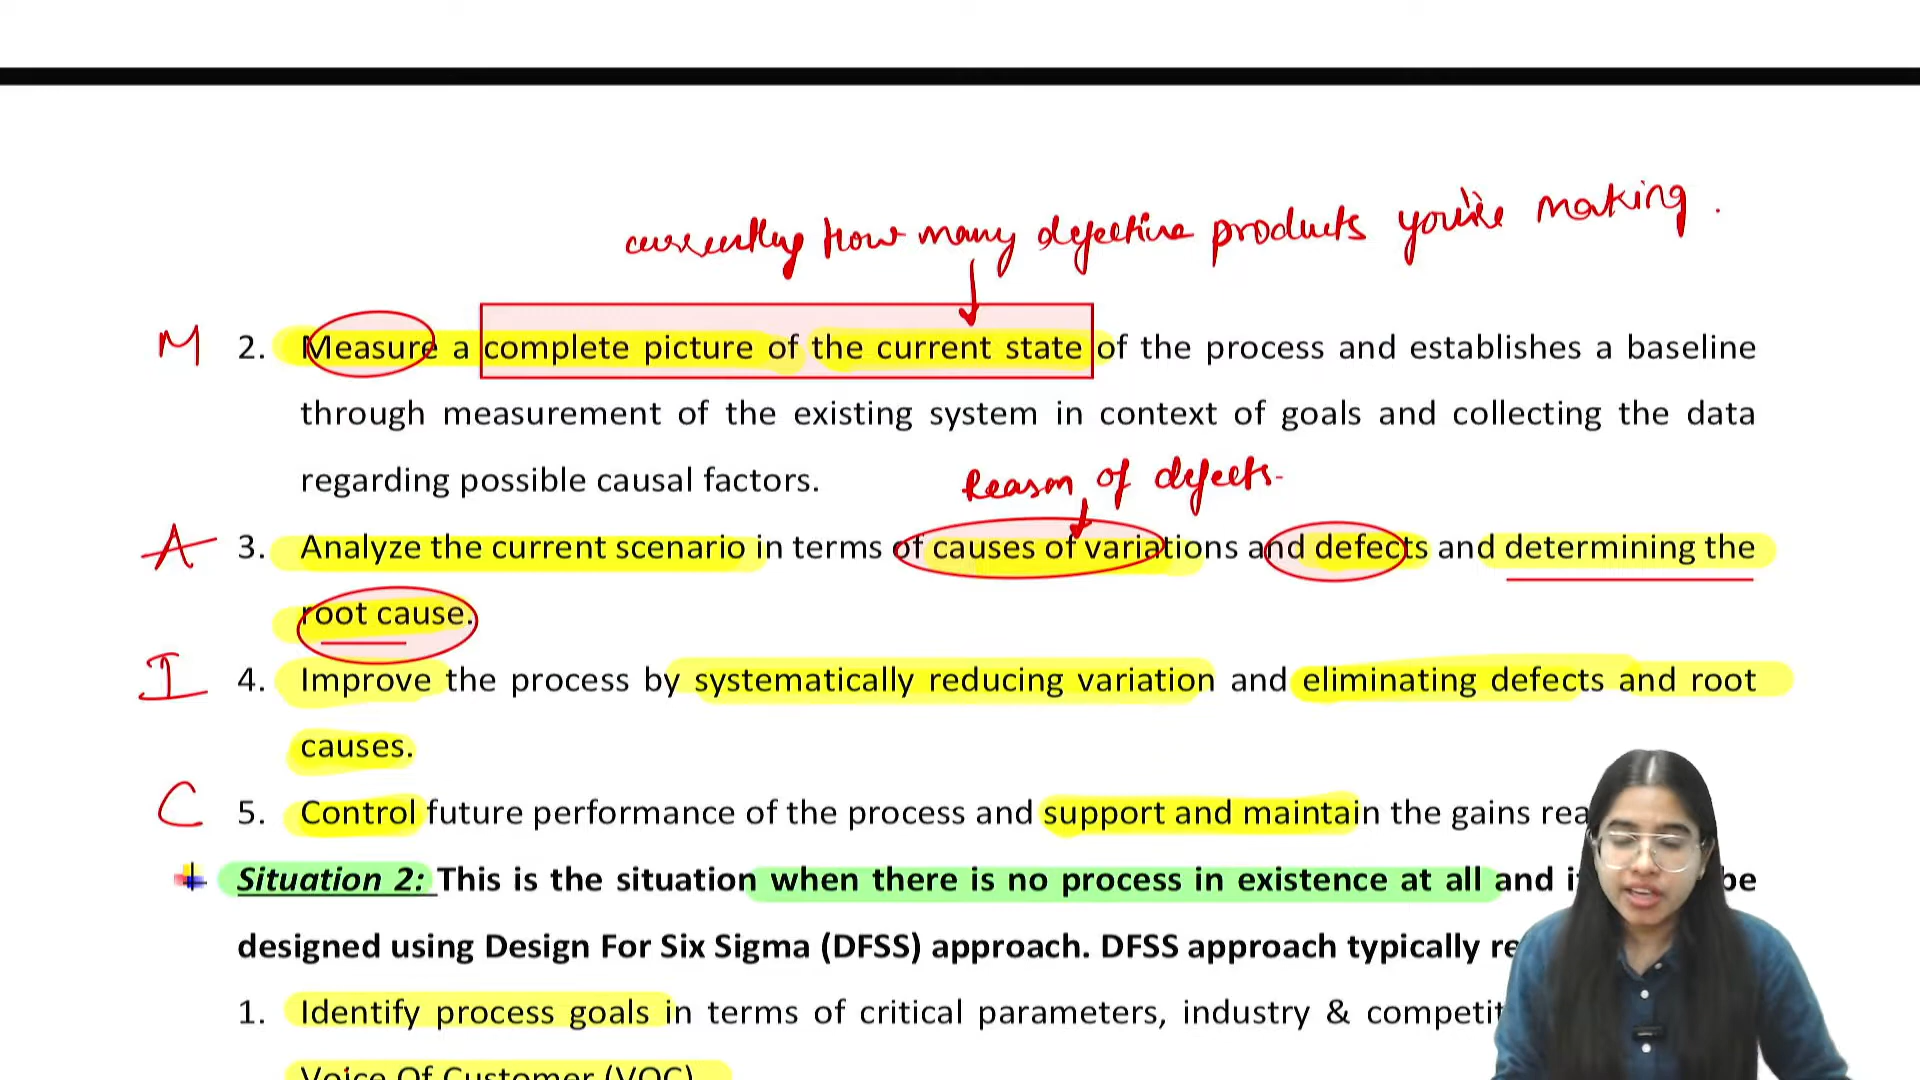 currently how many defective products you're making.
M 2. Measure a complete picture of the current state of the process and establishes a baseline
through measurement of the existing system in context of goals and collecting the data
regarding possible causal factors.
Reason of defects.
A 3. Analyze the current scenario in terms of causes of variations and defects and determining the
root cause.
I 4. Improve the process by systematically reducing variation and eliminating defects and root
causes.
C 5. Control future performance of the process and support and maintain the gains rea
Situation 2: This is the situation when there is no process in existence at all and i be
designed using Design For Six Sigma (DFSS) approach. DFSS approach typically re
1. Identify process goals in terms of critical parameters, industry & competit
Voice Of Customer (VOC)